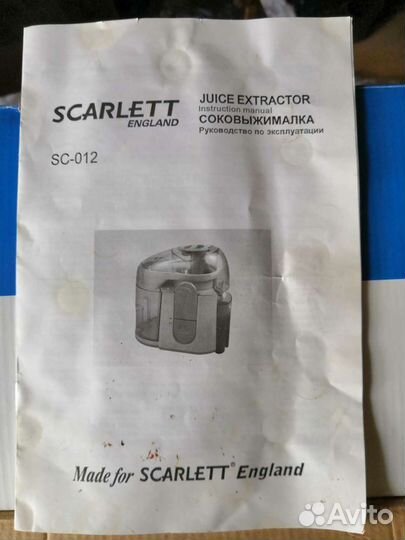 SCARLETT
ENGLAND
JUICE EXTRACTOR
Instruction manual
СОКОВЫЖИМАЛКА
Руководство по эксплуатации
SC-012
Made for SCARLETT® England
Avito